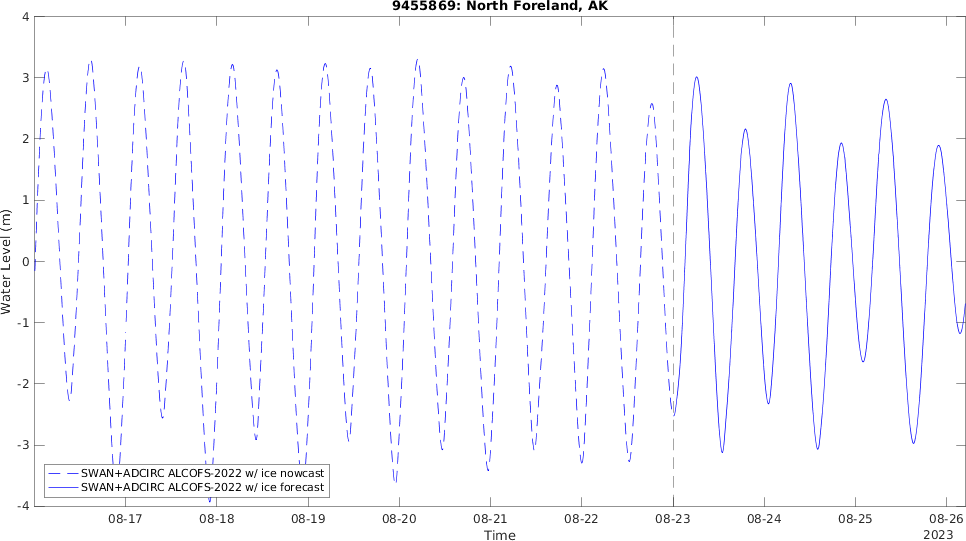 9455869: North Foreland, AK
4
3
2
1
0
-1
-2
-3
-4
Water Level (m)
SWAN+ADCIRC ALCOFS-2022 w/ ice nowcast
SWAN+ADCIRC ALCOFS-2022 w/ ice forecast
08-17 08-18 08-19 08-20 08-21 08-22 08-23 08-24 08-25 08-26
Time 2023